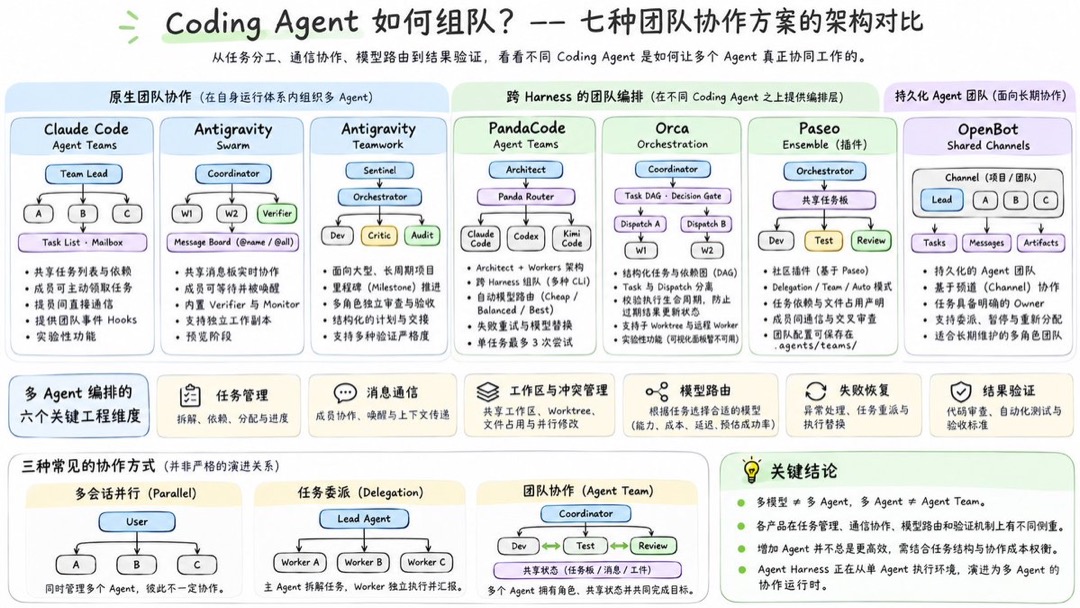 Coding Agent 如何组队？—— 七种团队协作方案的架构对比
从任务分工、通信协作、模型路由到结果验证，看看不同 Coding Agent 是如何让多个 Agent 真正协同工作的。
原生团队协作（在自身运行体系内组织多 Agent）
Claude Code
Agent Teams
Team Lead
A
B
C
Task List · Mailbox
• 共享任务列表与依赖
• 成员可主动领取任务
• 提员间直接通信
• 提供团队事件 Hooks
• 实验性功能
Antigravity
Swarm
Coordinator
W1
W2
Verifier
Message Board (@name / @all)
• 共享消息板实时协作
• 成员可等待并被唤醒
• 内置 Verifier 与 Monitor
• 支持独立工作副本
• 预览阶段
Antigravity
Teamwork
Sentinel
Orchestrator
Dev
Critic
Audit
• 面向大型、长周期项目
• 里程碑（Milestone）推进
• 多角色独立审查与验收
• 结构化的计划与交接
• 支持多种验证严格度
跨 Harness 的团队编排（在不同 Coding Agent 之上提供编排层）
PandaCode
Agent Teams
Architect
Panda Router
Claude
Code
Codex
Kimi
Code
• Architect + Workers 架构
• 跨 Harness 组队（多种 CLI）
• 自动模型路由（Cheap /
Balanced / Best）
• 失败重试与模型替换
• 单任务最多 3 次尝试
Orca
Orchestration
Coordinator
Task DAG · Decision Gate
Dispatch A
Dispatch B
W1
W2
• 结构化任务与依赖图（DAG）
• Task 与 Dispatch 分离
• 校验执行生命周期，防止
过期结果更新状态
• 支持于 Worktree 与远程 Worker
• 实验性功能（可视化面板暂不可用）
Paseo
Ensemble（插件）
Orchestrator
共享任务板
Dev
Test
Review
• 社区插件（基于 Paseo）
• Delegation / Team / Auto 模式
• 任务依赖与文件占用声明
• 成员间通信与交叉审查
• 团队配置可保存在
.agents/teams/
持久化 Agent 团队（面向长期协作）
OpenBot
Shared Channels
Channel（项目 / 团队）
Lead
A
B
C
Tasks
Messages
Artifacts
• 持久化的 Agent 团队
• 基于频道（Channel）协作
• 任务具备明确的 Owner
• 支持委派、暂停与重新分配
• 适合长期维护的多角色团队
多 Agent 编排的
六个关键工程维度
任务管理
拆解、依赖、分配与进度
消息通信
成员协作、唤醒与上下文传递
工作区与冲突管理
共享工作区、Worktree、
文件占用与并行修改
模型路由
根据任务选择合适的模型
（能力、成本、延迟、预估成功率）
失败恢复
异常处理、任务重派与
执行替换
结果验证
代码审查、自动化测试与
验收标准
三种常见的协作方式（并非严格的演进关系）
多会话并行（Parallel）
User
A
B
C
同时管理多个 Agent，彼此不一定协作。
任务委派（Delegation）
Lead Agent
Worker A
Worker B
Worker C
主 Agent 拆解任务，Worker 独立执行并汇报。
团队协作（Agent Team）
Coordinator
Dev
Test
Review
共享状态（任务板 / 消息 / 工件）
多个 Agent 拥有角色、共享状态并共同完成目标。
关键结论
• 多模型 ≠ 多 Agent，多 Agent ≠ Agent Team。
• 各产品在任务管理、通信协作、模型路由和验证机制上有不同侧重。
• 增加 Agent 并不总是更高效，需结合任务结构与协作成本权衡。
• Agent Harness 正在从单 Agent 执行环境，演进为多 Agent 的
协作运行时。